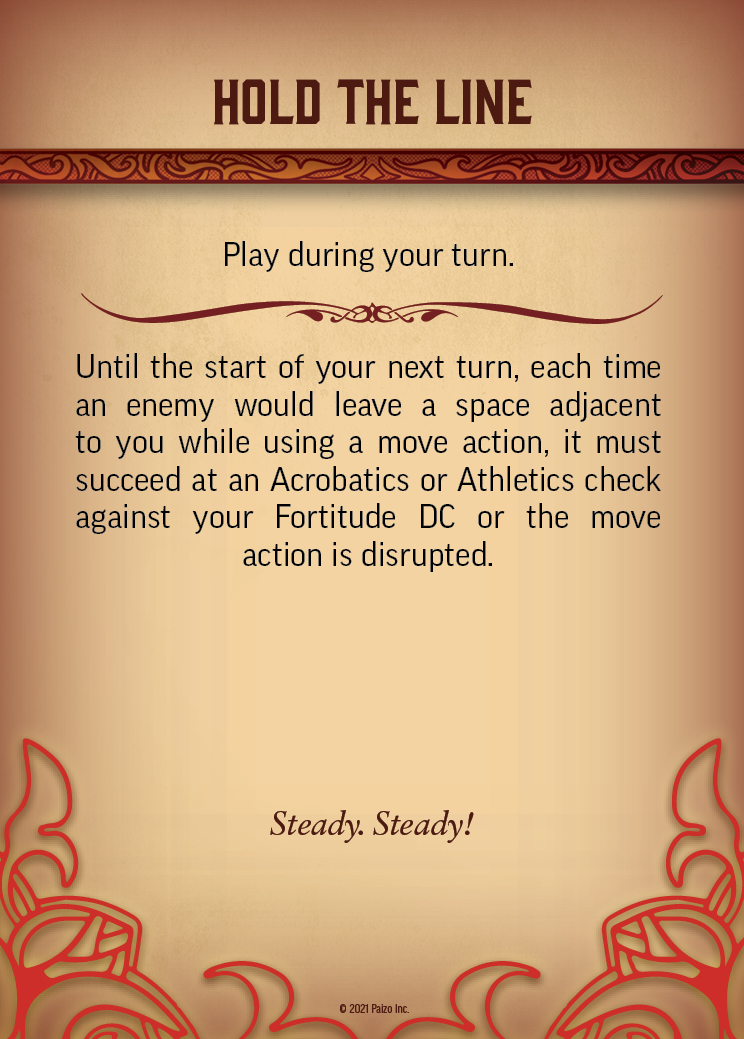 HOLD THE LINE
Play during your turn.
Until the start of your next turn, each time
an enemy would leave a space adjacent
to you while using a move action, it must
succeed at an Acrobatics or Athletics check
against your Fortitude DC or the move
action is disrupted.
Steady. Steady!
© 2021 Paizo Inc.